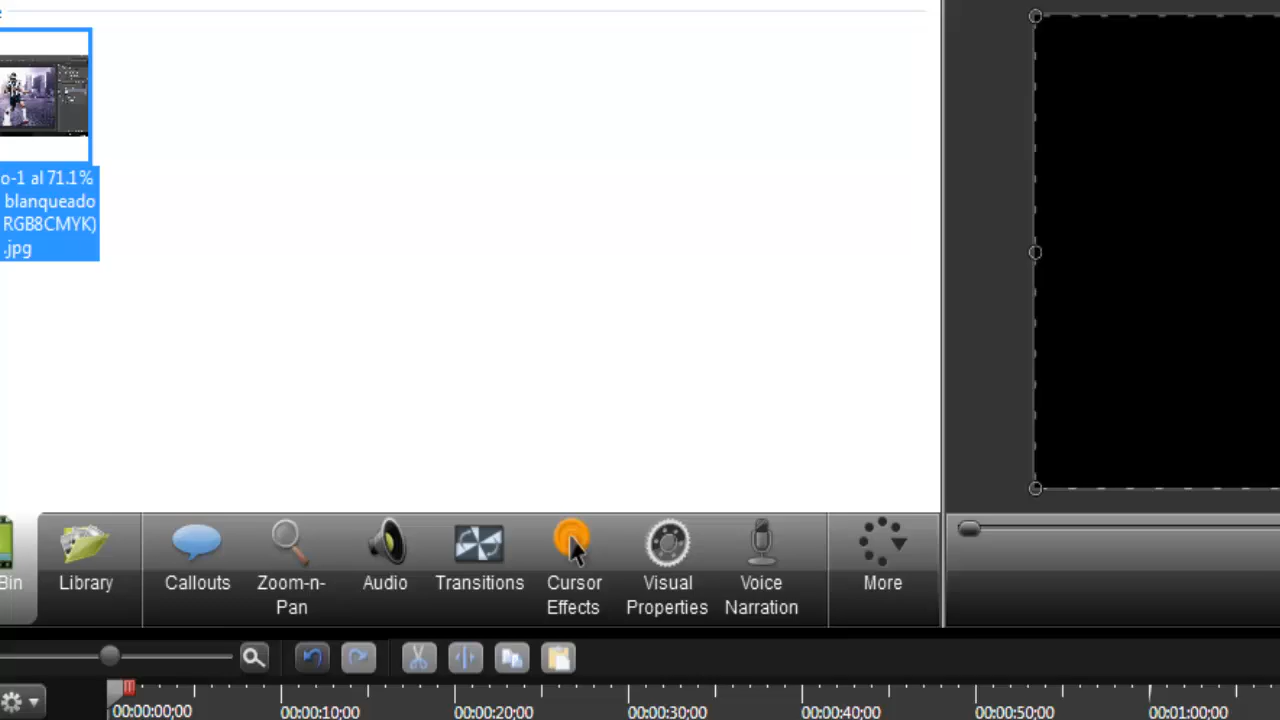 o-1 al 71.1%
blanqueado
RGB8CMYK)
.jpg
Bin
Library
Callouts
Zoom-n-
Pan
Audio
Transitions
Cursor
Effects
Visual
Properties
Voice
Narration
More
00:00:00;00
00:00:10;00
00:00:20;00
00:00:30;00
00:00:40;00
00:00:50;00
00:01:00;00